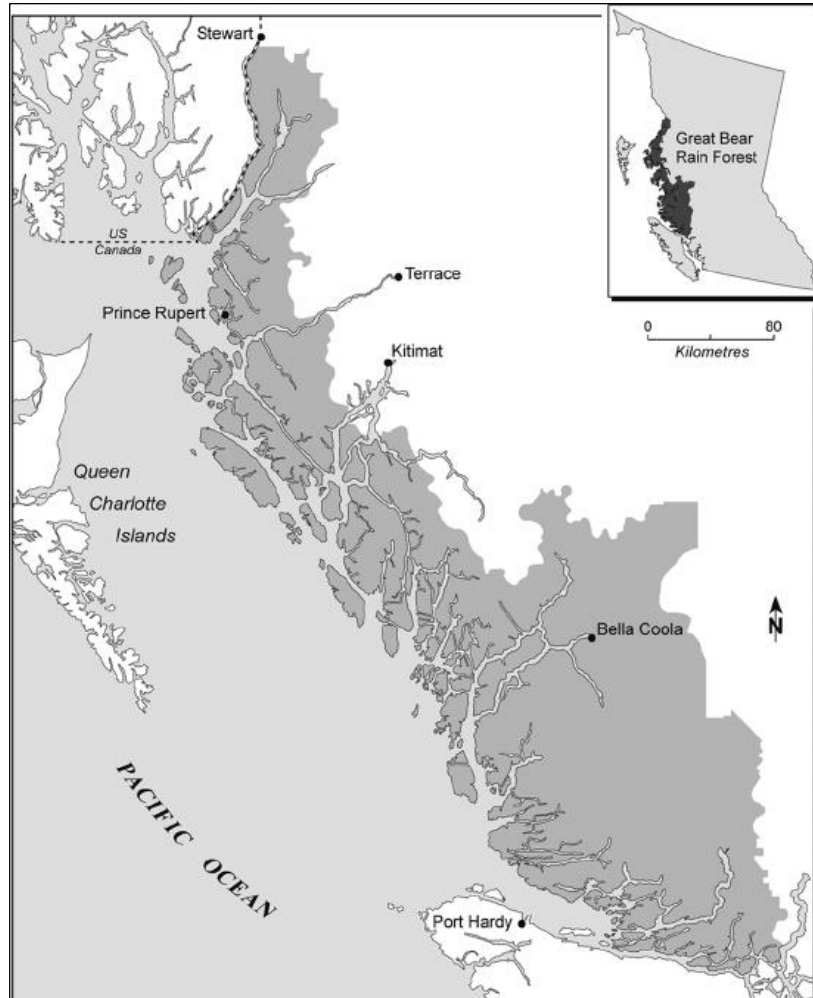 Stewart
Great Bear
Rain Forest
US
Canada
Terrace
Prince Rupert
0 80
Kilometres
Kitimat
Queen
Charlotte
Islands
N
Bella Coola
PACIFIC OCEAN
Port Hardy